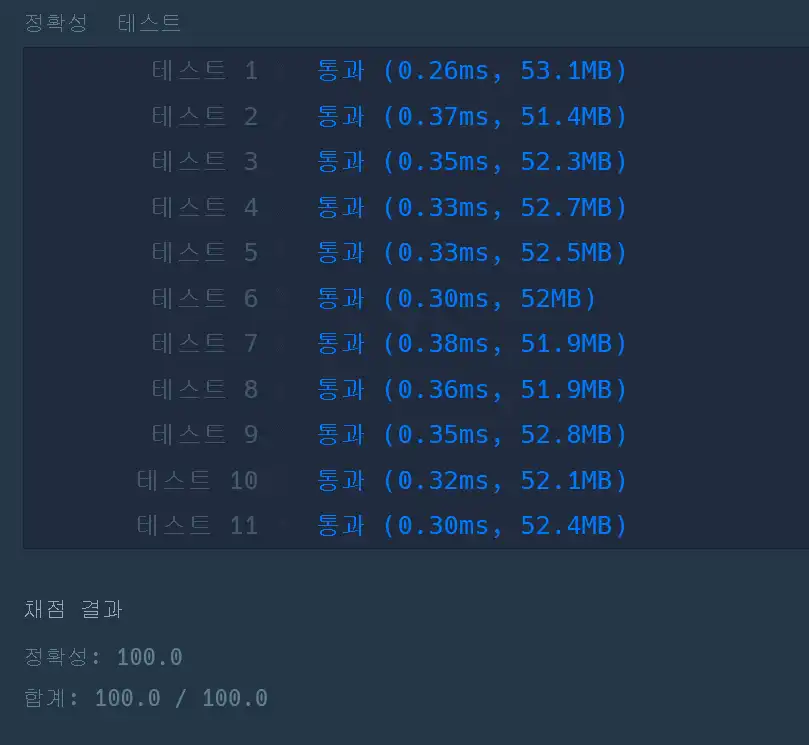 정확성 테스트
테스트 1 통과 (0.26ms, 53.1MB)
테스트 2 통과 (0.37ms, 51.4MB)
테스트 3 통과 (0.35ms, 52.3MB)
테스트 4 통과 (0.33ms, 52.7MB)
테스트 5 통과 (0.33ms, 52.5MB)
테스트 6 통과 (0.30ms, 52MB)
테스트 7 통과 (0.38ms, 51.9MB)
테스트 8 통과 (0.36ms, 51.9MB)
테스트 9 통과 (0.35ms, 52.8MB)
테스트 10 통과 (0.32ms, 52.1MB)
테스트 11 통과 (0.30ms, 52.4MB)
채점 결과
정확성: 100.0
합계: 100.0 / 100.0